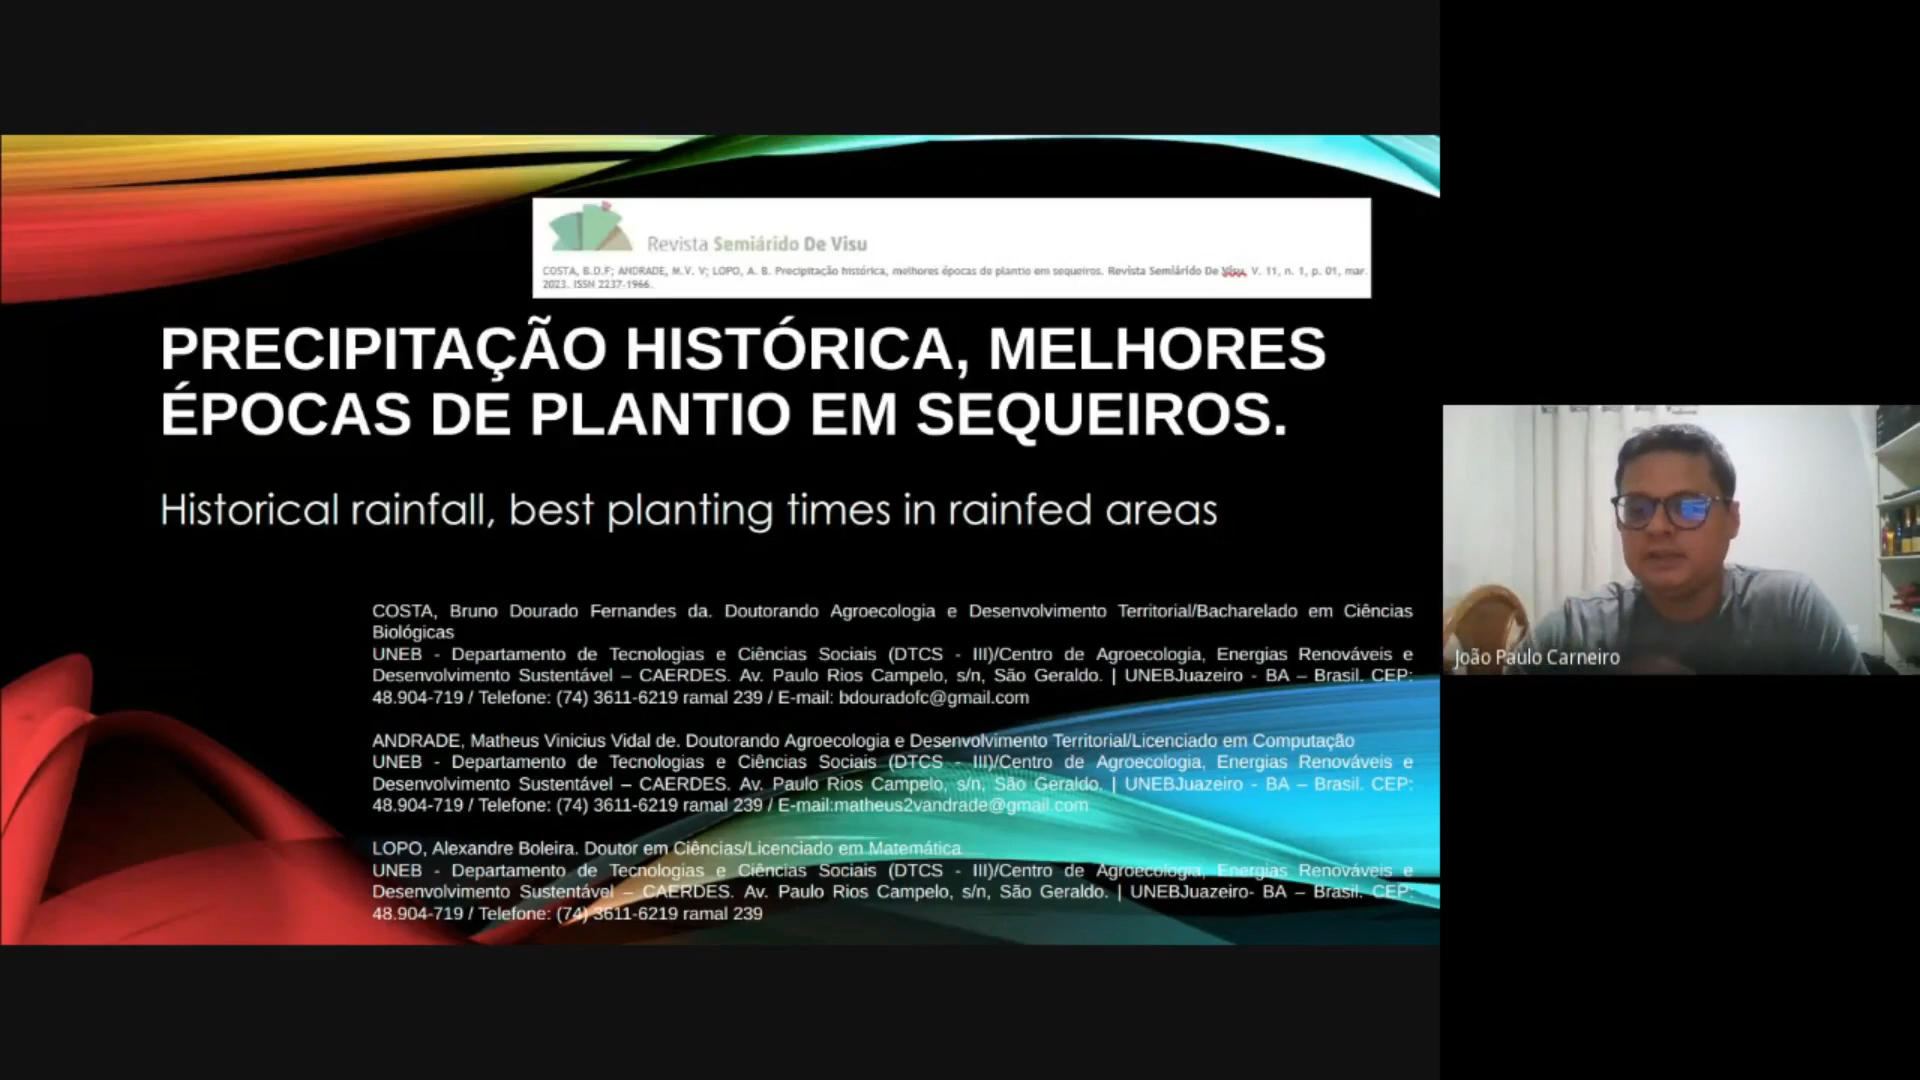 Revista Semiárido De Visu
COSTA, B.D.F; ANDRADE, M.V. V; LOPO, A. B. Precipitação histórica, melhores épocas de plantio em sequeiros. Revista Semiárido De Visu, V. 11, n. 1, p. 01, mar.
2023. ISSN 2237-1966.
PRECIPITAÇÃO HISTÓRICA, MELHORES
ÉPOCAS DE PLANTIO EM SEQUEIROS.
Historical rainfall, best planting times in rainfed areas
COSTA, Bruno Dourado Fernandes da. Doutorando Agroecologia e Desenvolvimento Territorial/Bacharelado em Ciências
Biológicas
UNEB - Departamento de Tecnologias e Ciências Sociais (DTCS - III)/Centro de Agroecologia, Energias Renováveis e
Desenvolvimento Sustentável – CAERDES. Av. Paulo Rios Campelo, s/n, São Geraldo. | UNEBJuazeiro - BA – Brasil. CEP:
48.904-719 / Telefone: (74) 3611-6219 ramal 239 / E-mail: bdouradofc@gmail.com
ANDRADE, Matheus Vinicius Vidal de. Doutorando Agroecologia e Desenvolvimento Territorial/Licenciado em Computação
UNEB - Departamento de Tecnologias e Ciências Sociais (DTCS - III)/Centro de Agroecologia, Energias Renováveis e
Desenvolvimento Sustentável – CAERDES. Av. Paulo Rios Campelo, s/n, São Geraldo. | UNEBJuazeiro - BA – Brasil. CEP:
48.904-719 / Telefone: (74) 3611-6219 ramal 239 / E-mail:matheus2vandrade@gmail.com
LOPO, Alexandre Boleira. Doutor em Ciências/Licenciado em Matemática
UNEB - Departamento de Tecnologias e Ciências Sociais (DTCS - III)/Centro de Agroecologia, Energias Renováveis e
Desenvolvimento Sustentável – CAERDES. Av. Paulo Rios Campelo, s/n, São Geraldo. | UNEBJuazeiro- BA – Brasil. CEP:
48.904-719 / Telefone: (74) 3611-6219 ramal 239
João Paulo Carneiro